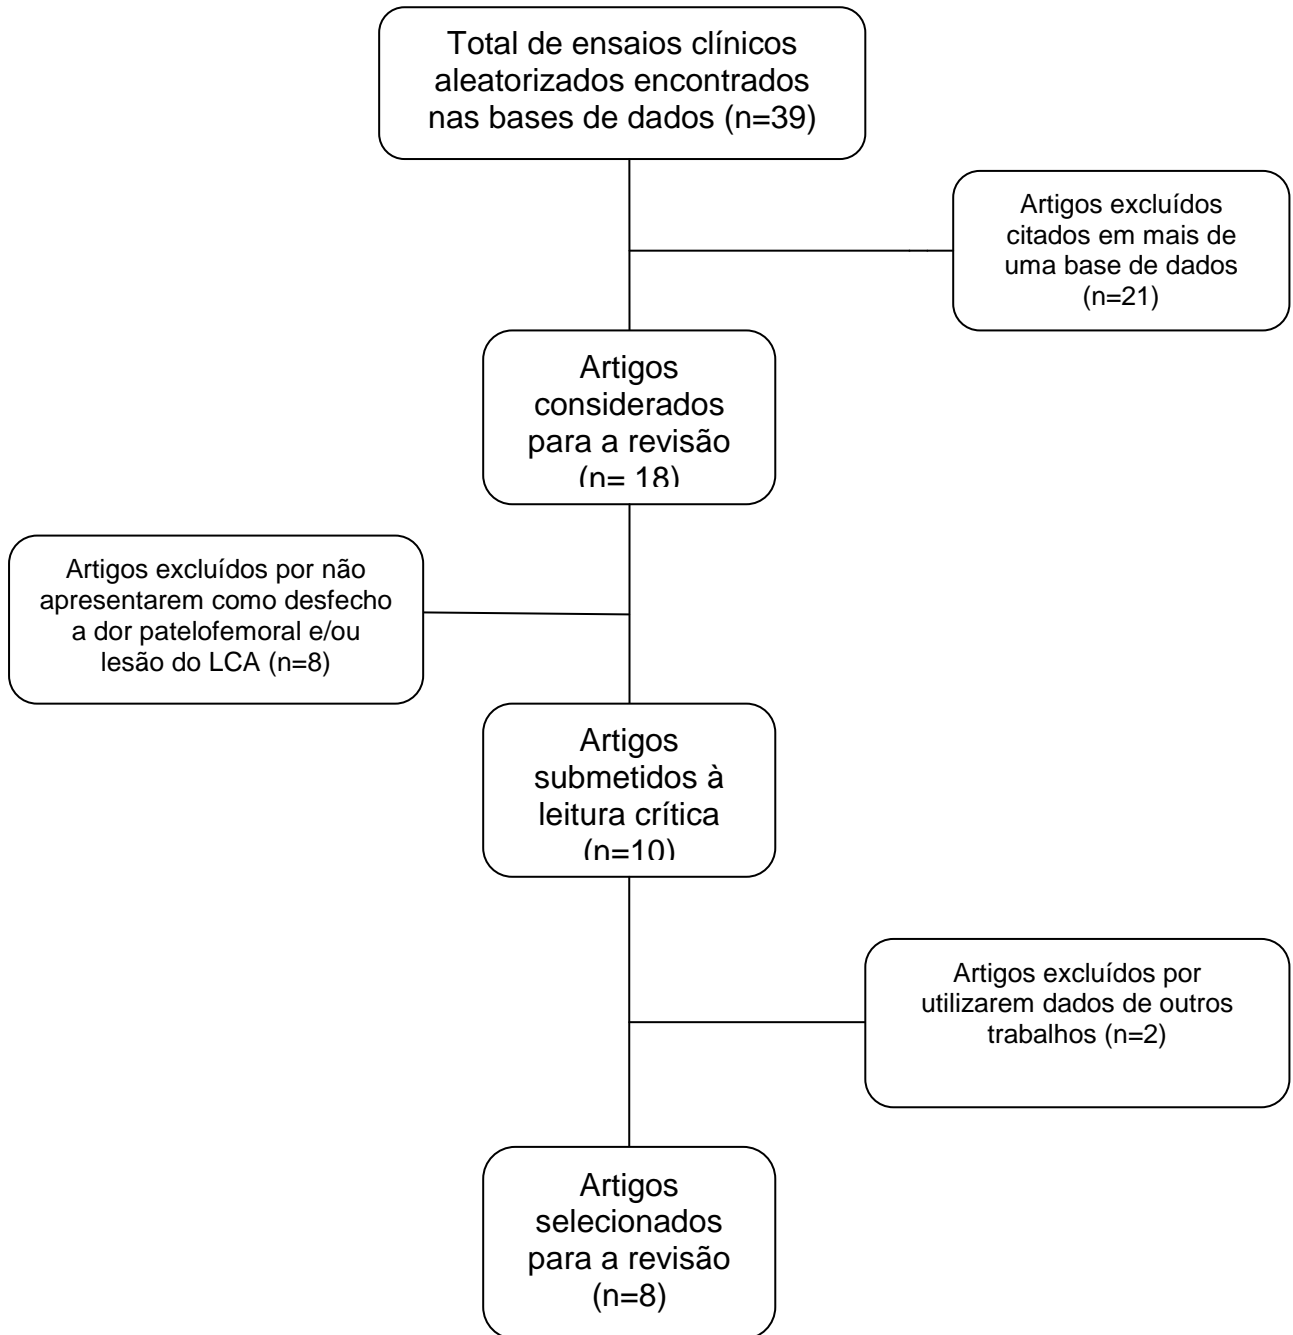 Total de ensaios clínicos
aleatorizados encontrados
nas bases de dados (n=39)
Artigos excluídos
citados em mais de
uma base de dados
(n=21)
Artigos
considerados
para a revisão
(n= 18)
Artigos excluídos por não
apresentarem como desfecho
a dor patelofemoral e/ou
lesão do LCA (n=8)
Artigos
submetidos à
leitura crítica
(n=10)
Artigos excluídos por
utilizarem dados de outros
trabalhos (n=2)
Artigos
selecionados
para a revisão
(n=8)